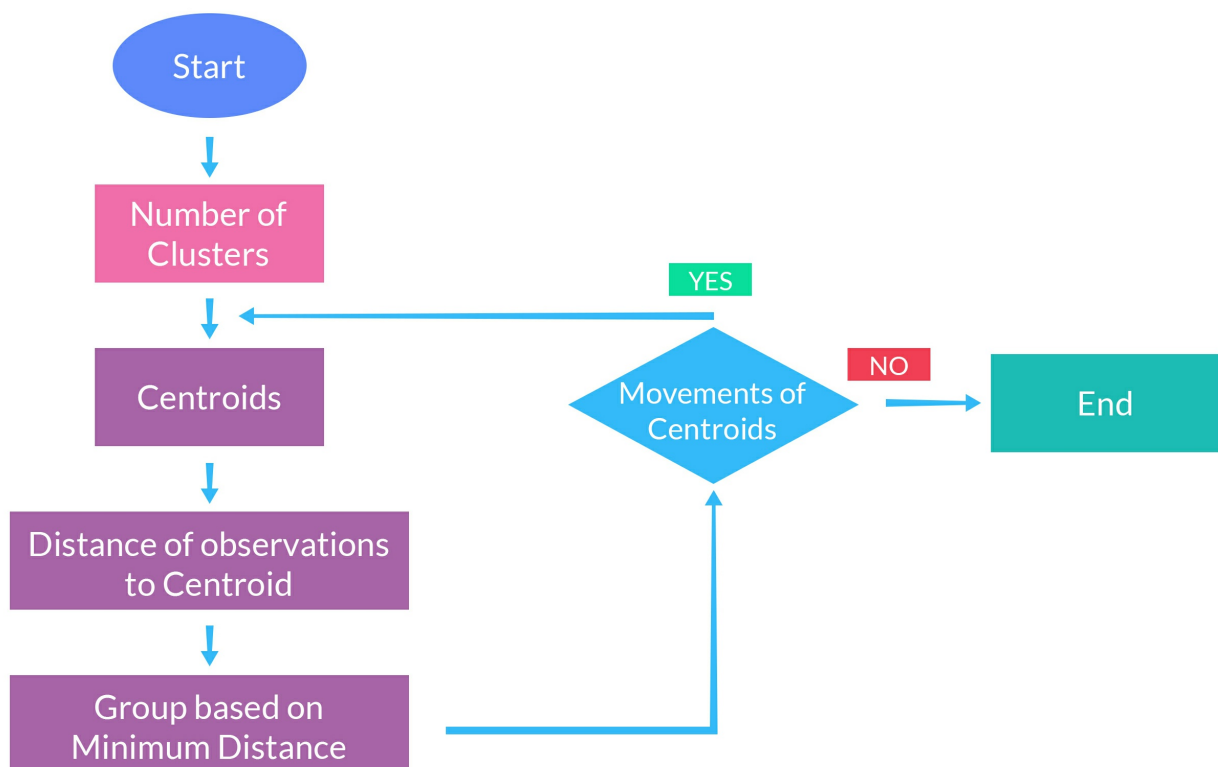 Start
Number of
Clusters
Centroids
Distance of observations
to Centroid
Group based on
Minimum Distance
YES
Movements of
Centroids
NO
End